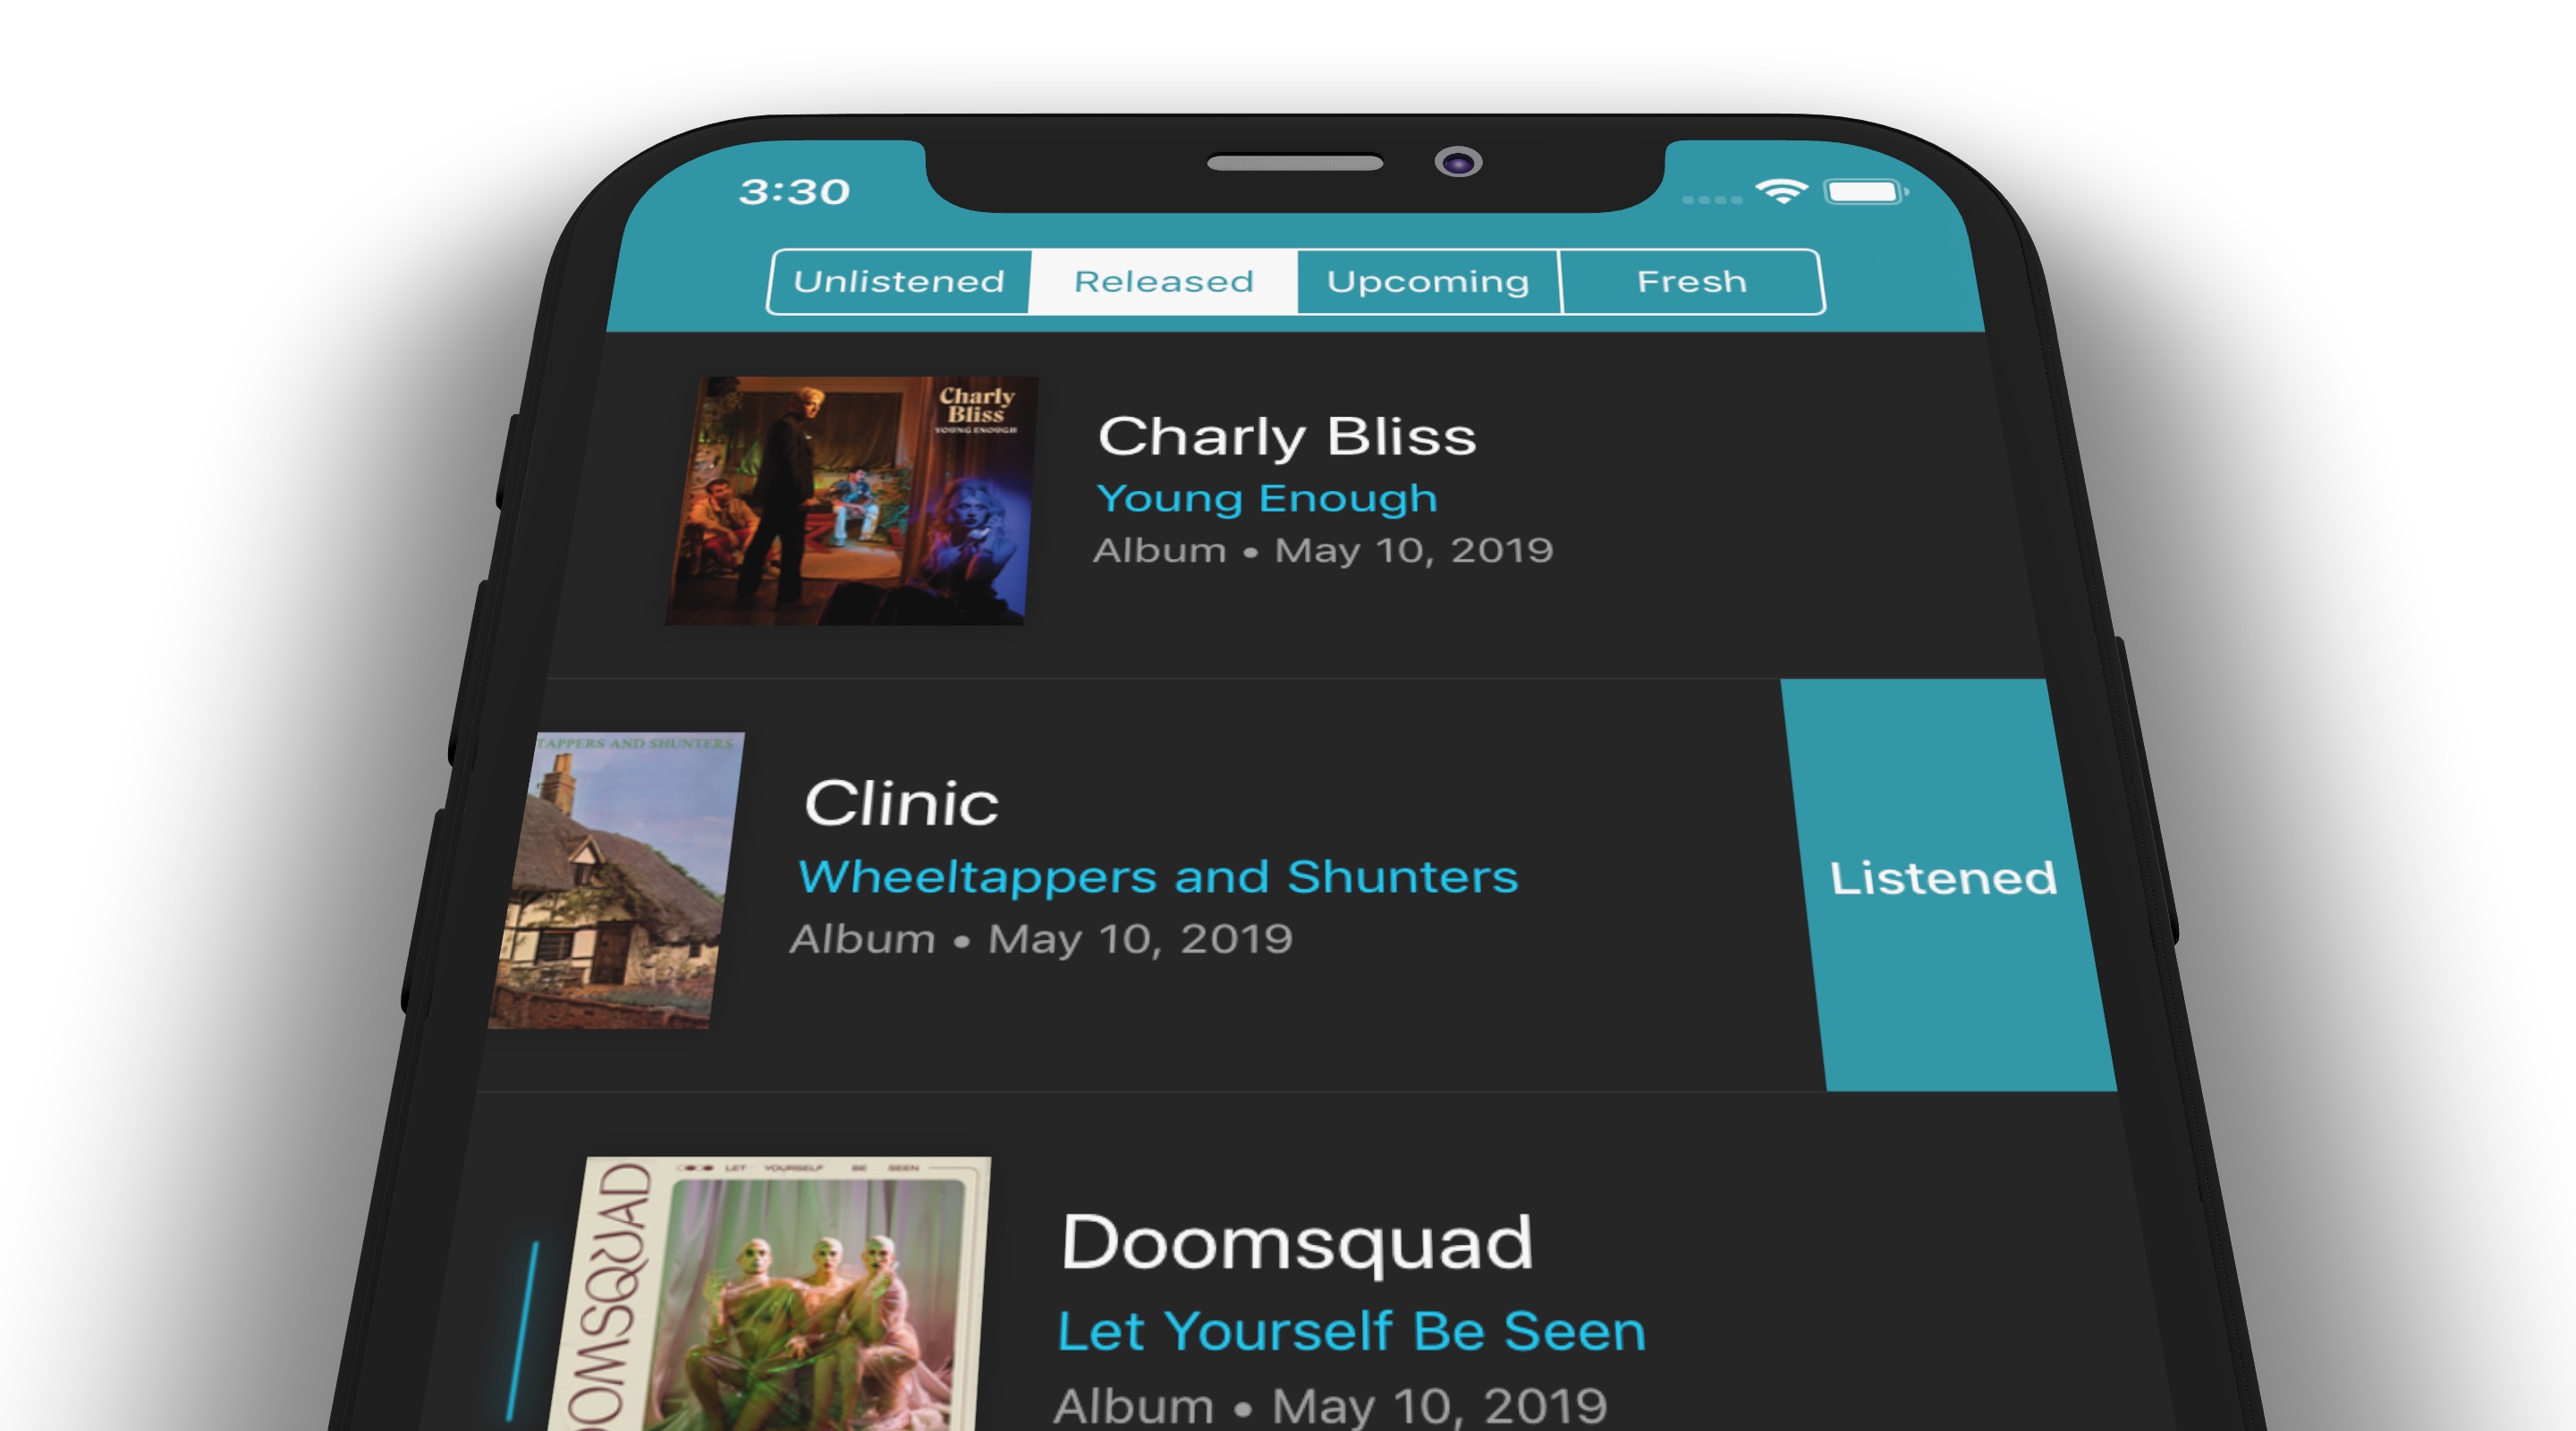 3:30
Unlistened Released Upcoming Fresh
Charly
Bliss
YOUNG ENOUGH
Charly Bliss
Young Enough
Album • May 10, 2019
TAPPERS AND SHUNTERS
Clinic
Wheeltappers and Shunters
Album • May 10, 2019
Listened
LET YOURSELF BE SEEN
OOMSQUAD
Doomsquad
Let Yourself Be Seen
Album • May 10, 2019